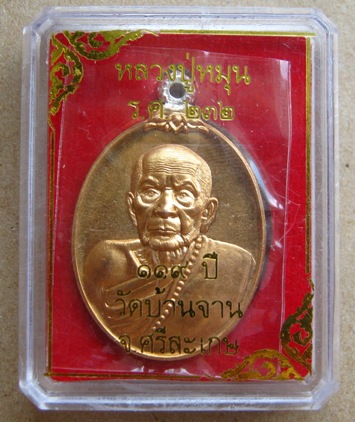 หลวงปู่หมุน
ร.ศ. ๒๓๒
๑๑๙ ปี
วัดบ้านจาน
จ.ศรีสะเกษ